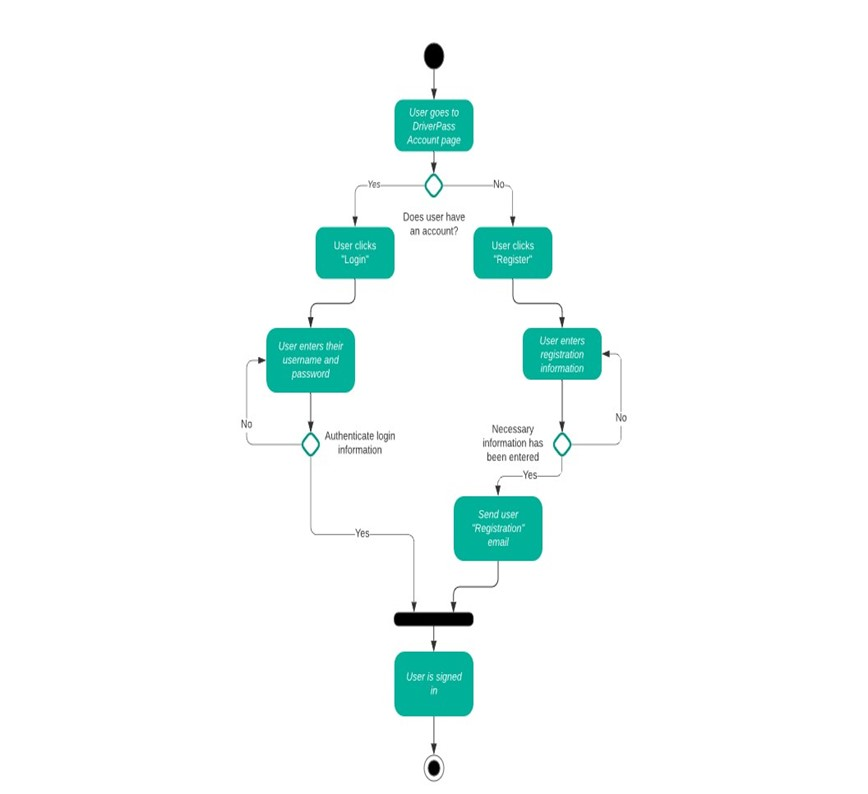 User goes to
DriverPass
Account page
Yes
No
Does user have
an account?
User clicks
"Login"
User clicks
"Register"
User enters their
username and
password
User enters
registration
information
No
Authenticate login
information
Necessary
information has
been entered
No
Yes
Send user
"Registration"
email
Yes
User is signed
in